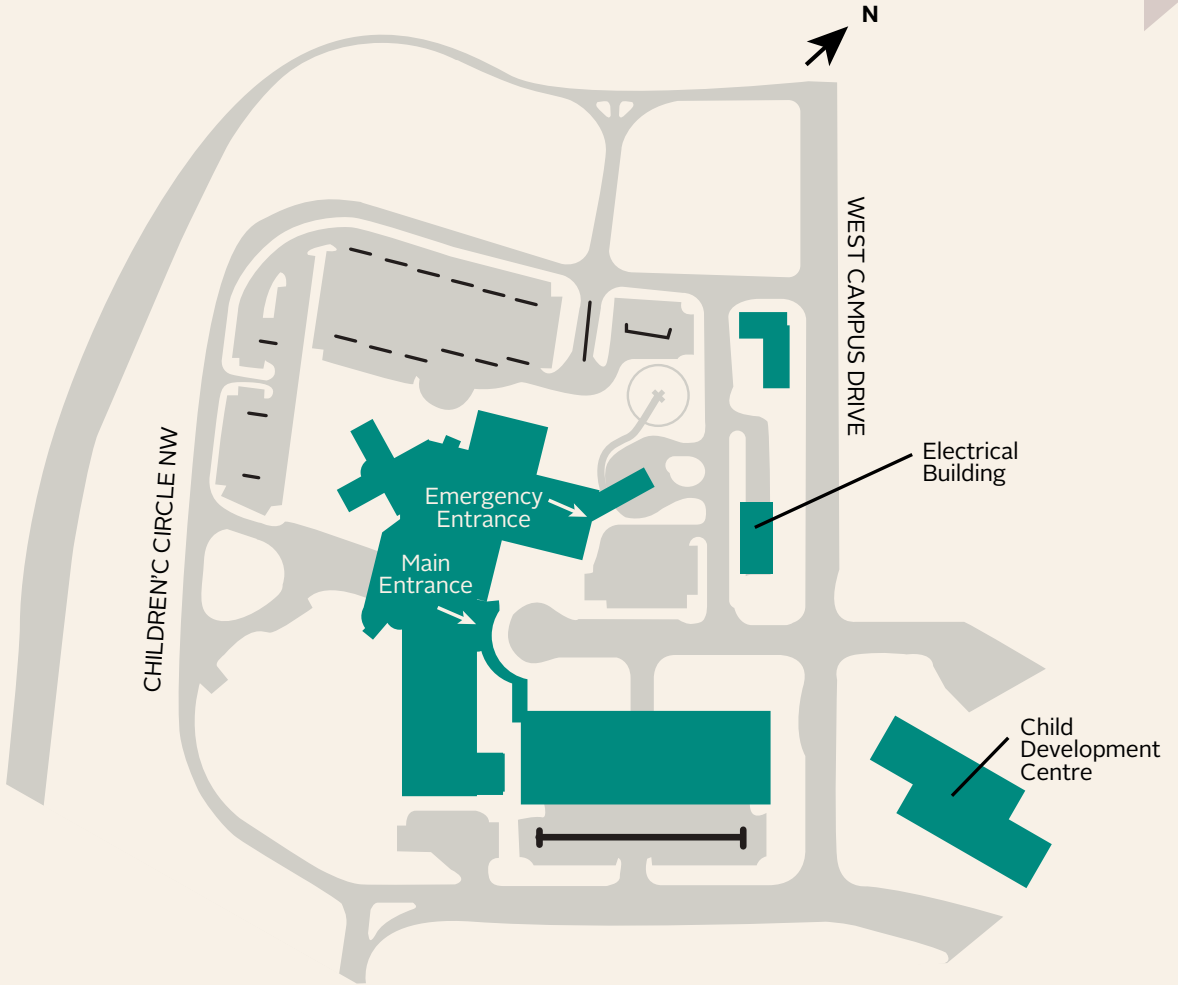 N
WEST CAMPUS DRIVE
CHILDREN'C CIRCLE NW
Electrical
Building
Emergency
Entrance
Main
Entrance
Child
Development
Centre